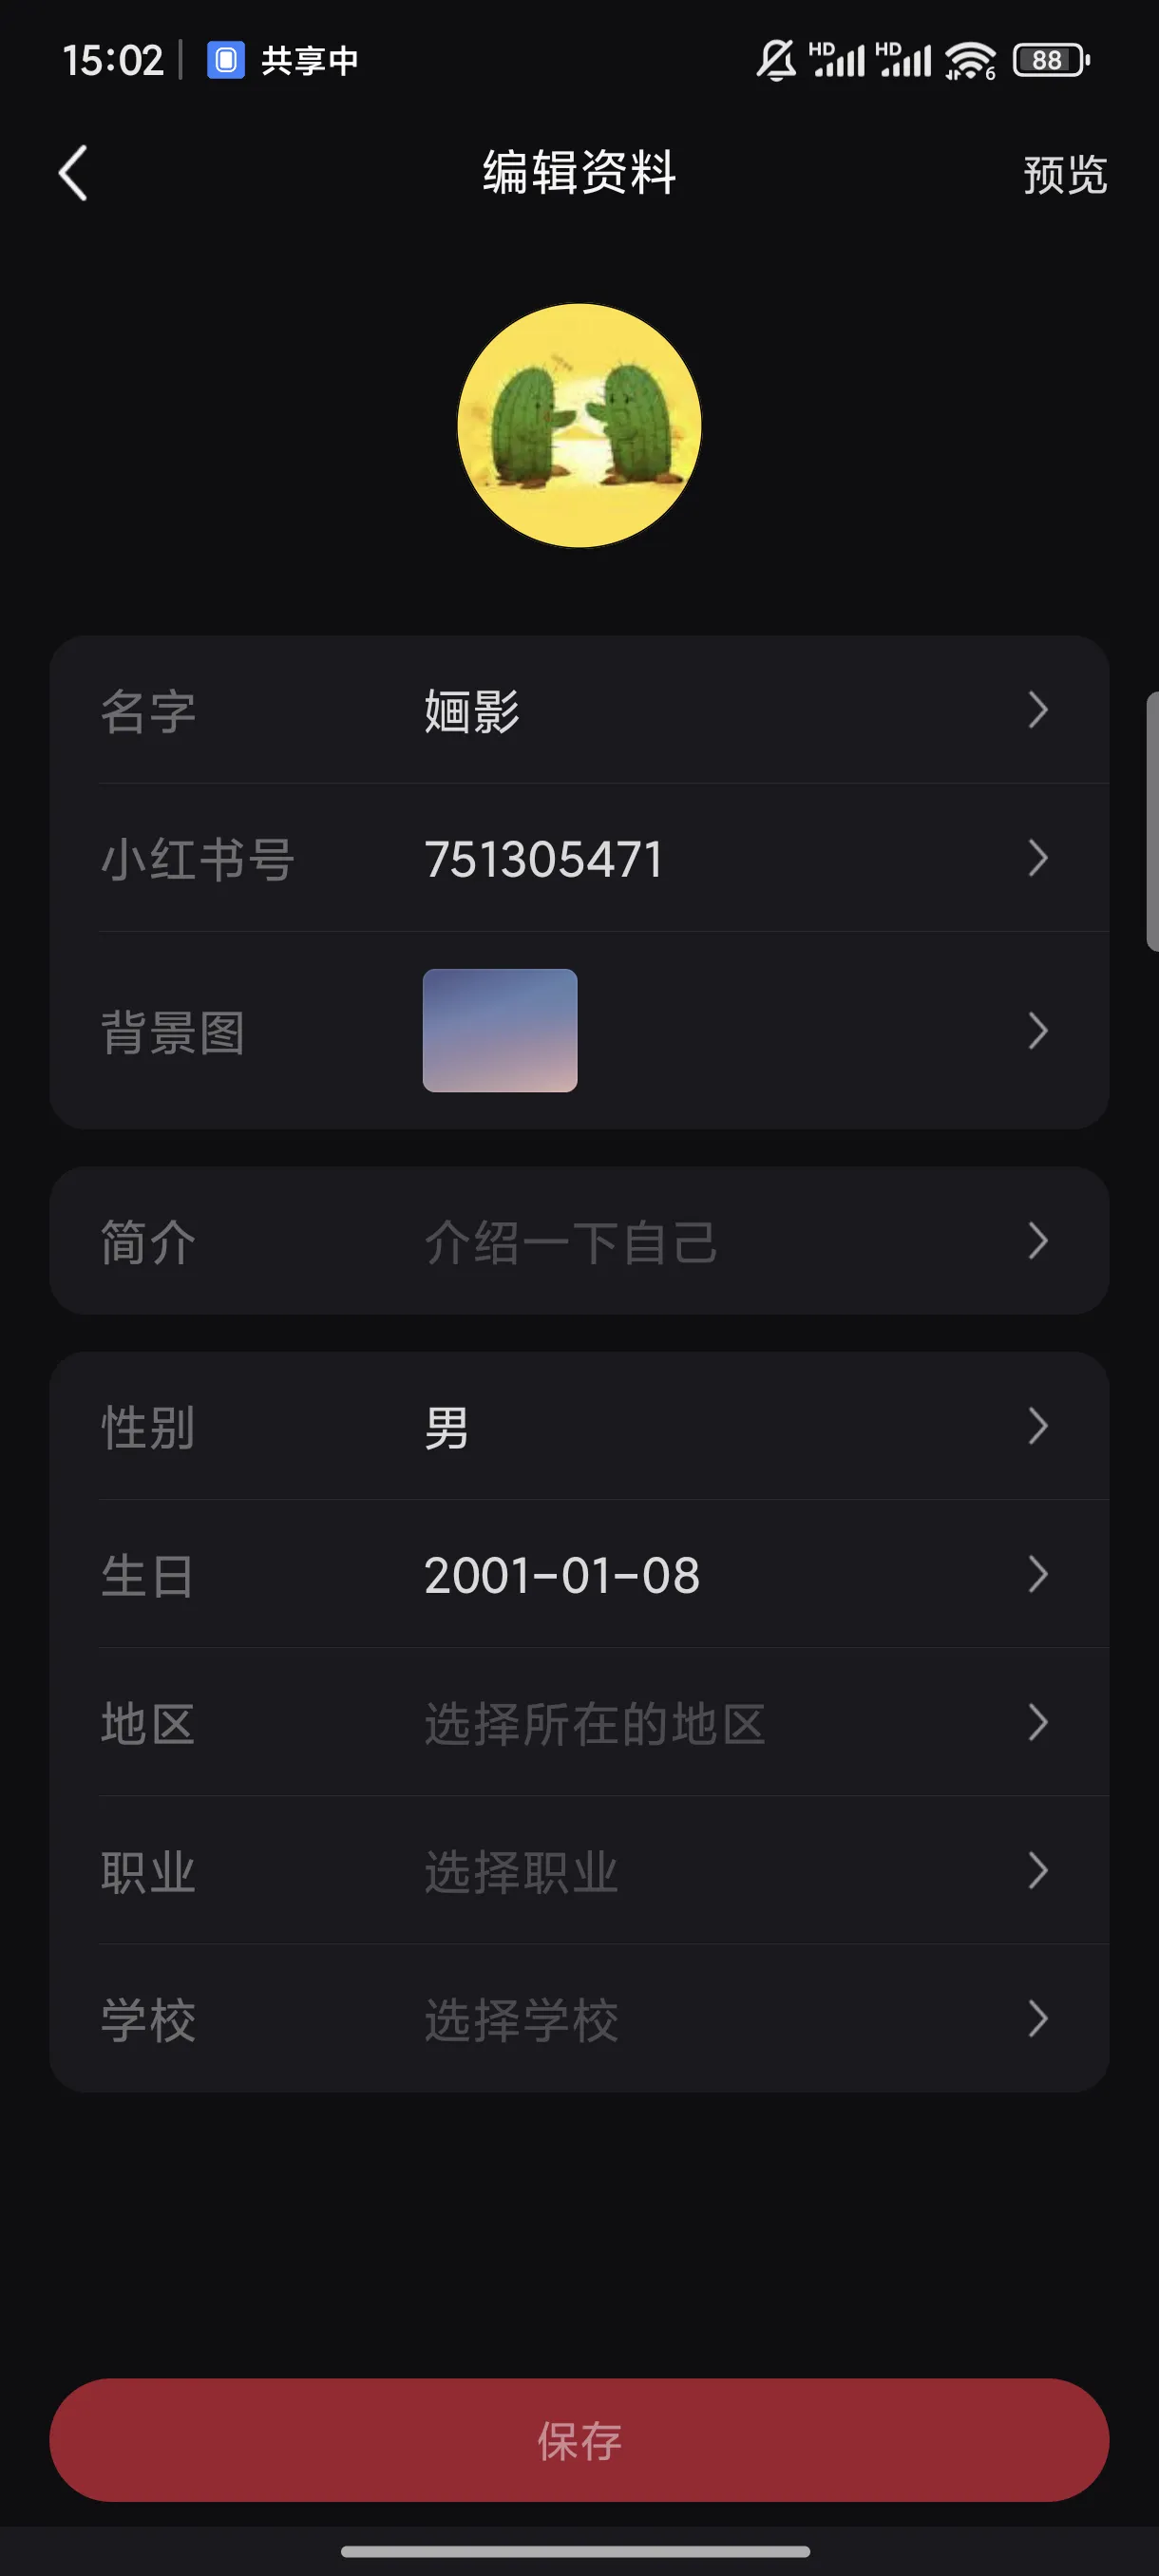 15:02 共享中 HD HD 6 88
编辑资料 预览
名字 婳影
小红书号 751305471
背景图
简介 介绍一下自己
性别 男
生日 2001-01-08
地区 选择所在的地区
职业 选择职业
学校 选择学校
保存